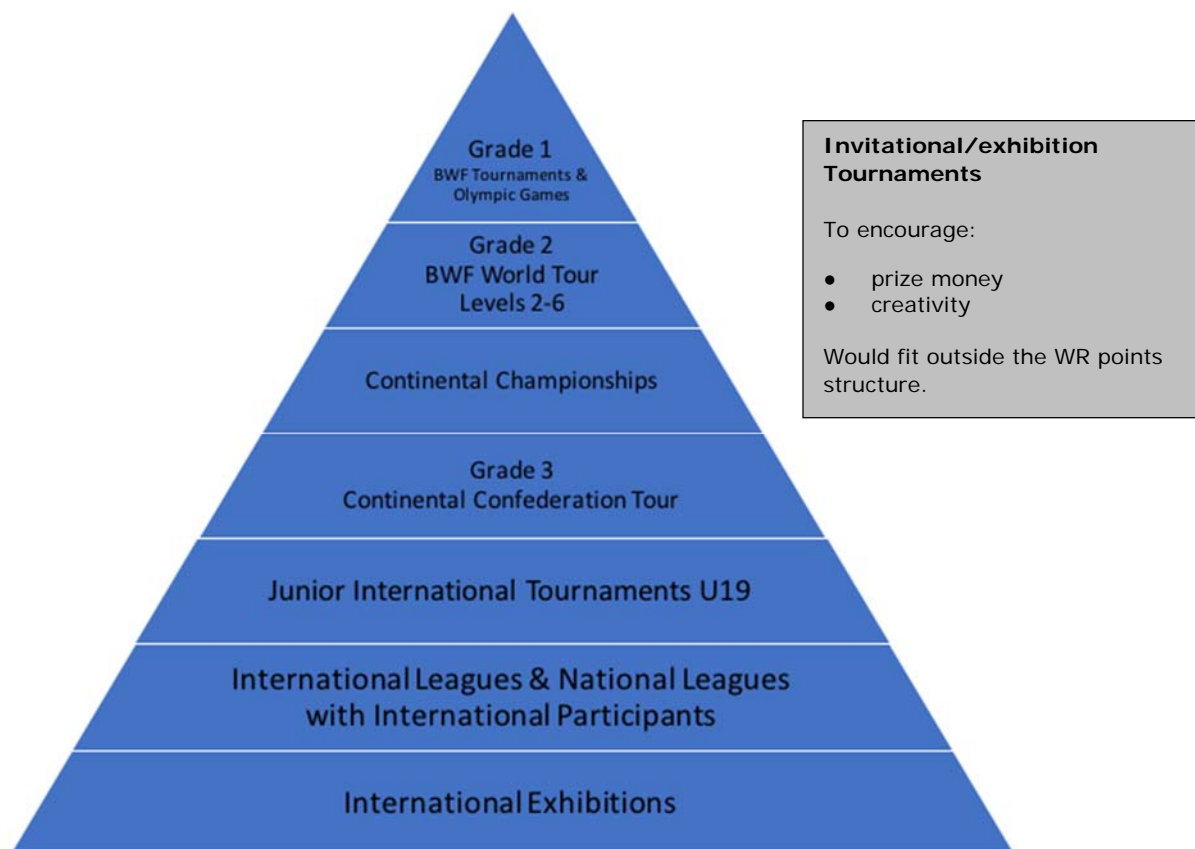 Grade 1
BWF Tournaments &
Olympic Games
Grade 2
BWF World Tour
Levels 2-6
Continental Championships
Grade 3
Continental Confederation Tour
Junior International Tournaments U19
International Leagues & National Leagues
with International Participants
International Exhibitions
Invitational/exhibition
Tournaments
To encourage:
● prize money
● creativity
Would fit outside the WR points
structure.